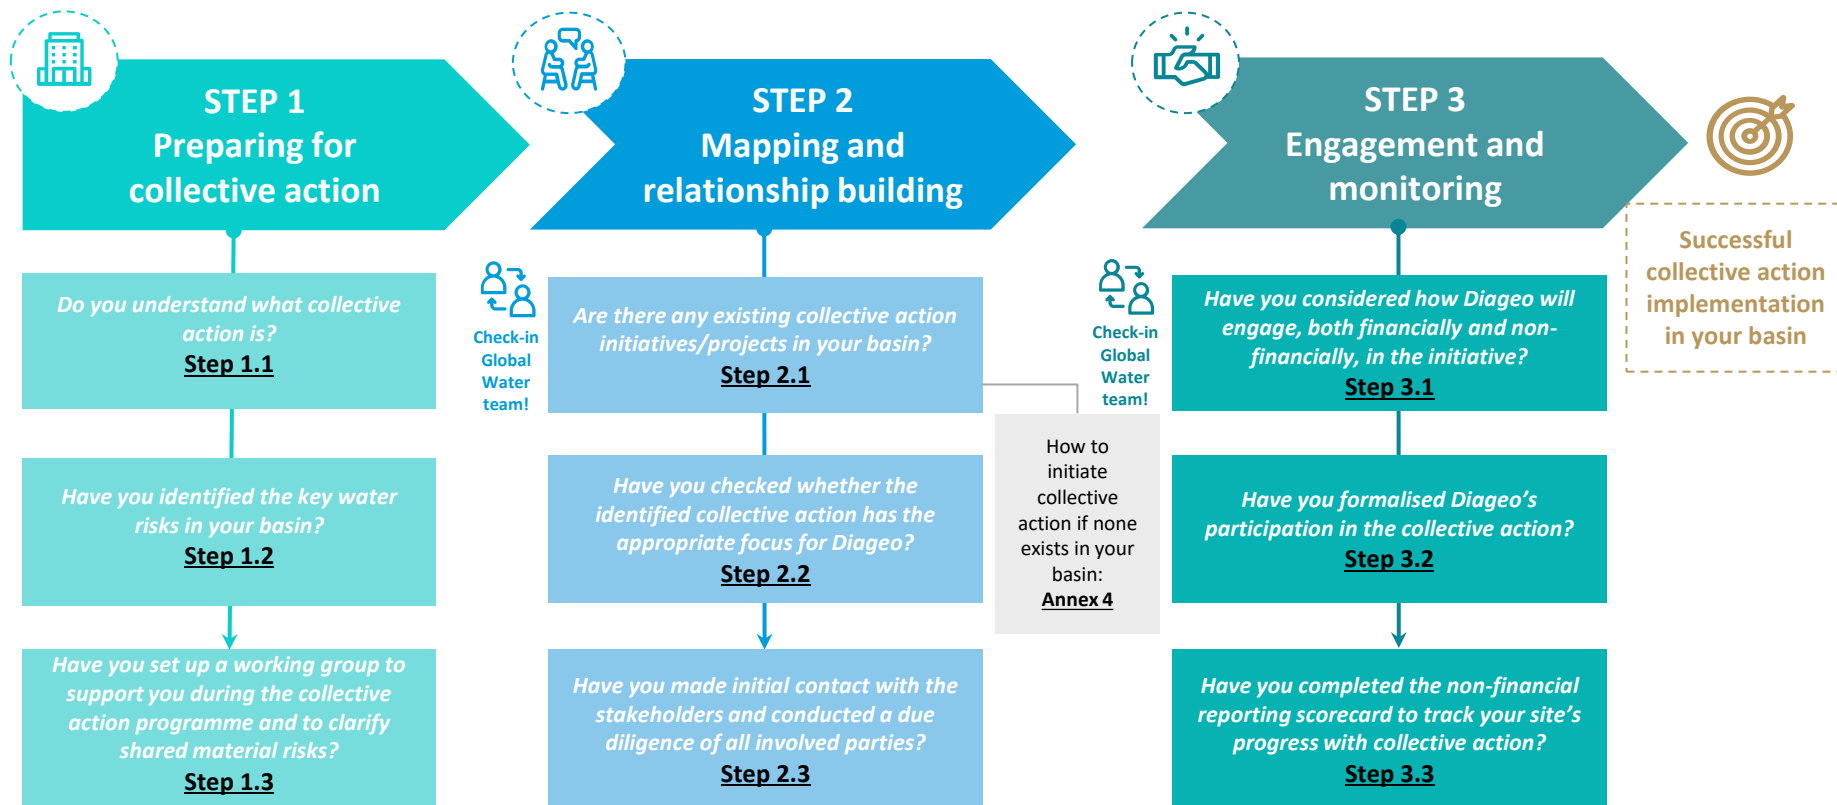 STEP 1
Preparing for
collective action
Do you understand what collective
action is?
Step 1.1
Have you identified the key water
risks in your basin?
Step 1.2
Have you set up a working group to
support you during the collective
action programme and to clarify
shared material risks?
Step 1.3
STEP 2
Mapping and
relationship building
Check-in
Global
Water
team!
Are there any existing collective action
initiatives/projects in your basin?
Step 2.1
How to
initiate
collective
action if none
exists in your
basin:
Annex 4
Have you checked whether the
identified collective action has the
appropriate focus for Diageo?
Step 2.2
Have you made initial contact with the
stakeholders and conducted a due
diligence of all involved parties?
Step 2.3
STEP 3
Engagement and
monitoring
Check-in
Global
Water
team!
Have you considered how Diageo will
engage, both financially and non-
financially, in the initiative?
Step 3.1
Have you formalised Diageo's
participation in the collective action?
Step 3.2
Have you completed the non-financial
reporting scorecard to track your site's
progress with collective action?
Step 3.3
Successful
collective action
implementation
in your basin